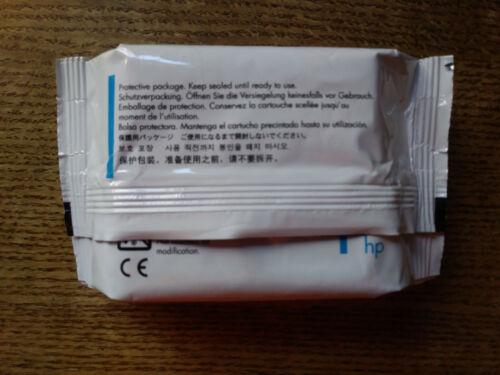 Protective package. Keep sealed until ready to use.
Schutzverpackung. Öffnen Sie die Versiegelung keinesfalls vor Gebrauch.
Emballage de protection. Conservez la cartouche scellée jusqu'au
moment de l'utilisation.
Bolsa protectora. Mantenga el cartucho precintado hasta su utilización.
保護用パッケージ ご使用になるまで開封しないでください。
보호 포장 사용 직전까지 봉인을 떼지 마시오.
保护包装。准备使用之前，请不要拆开。
modification.
CE
hp